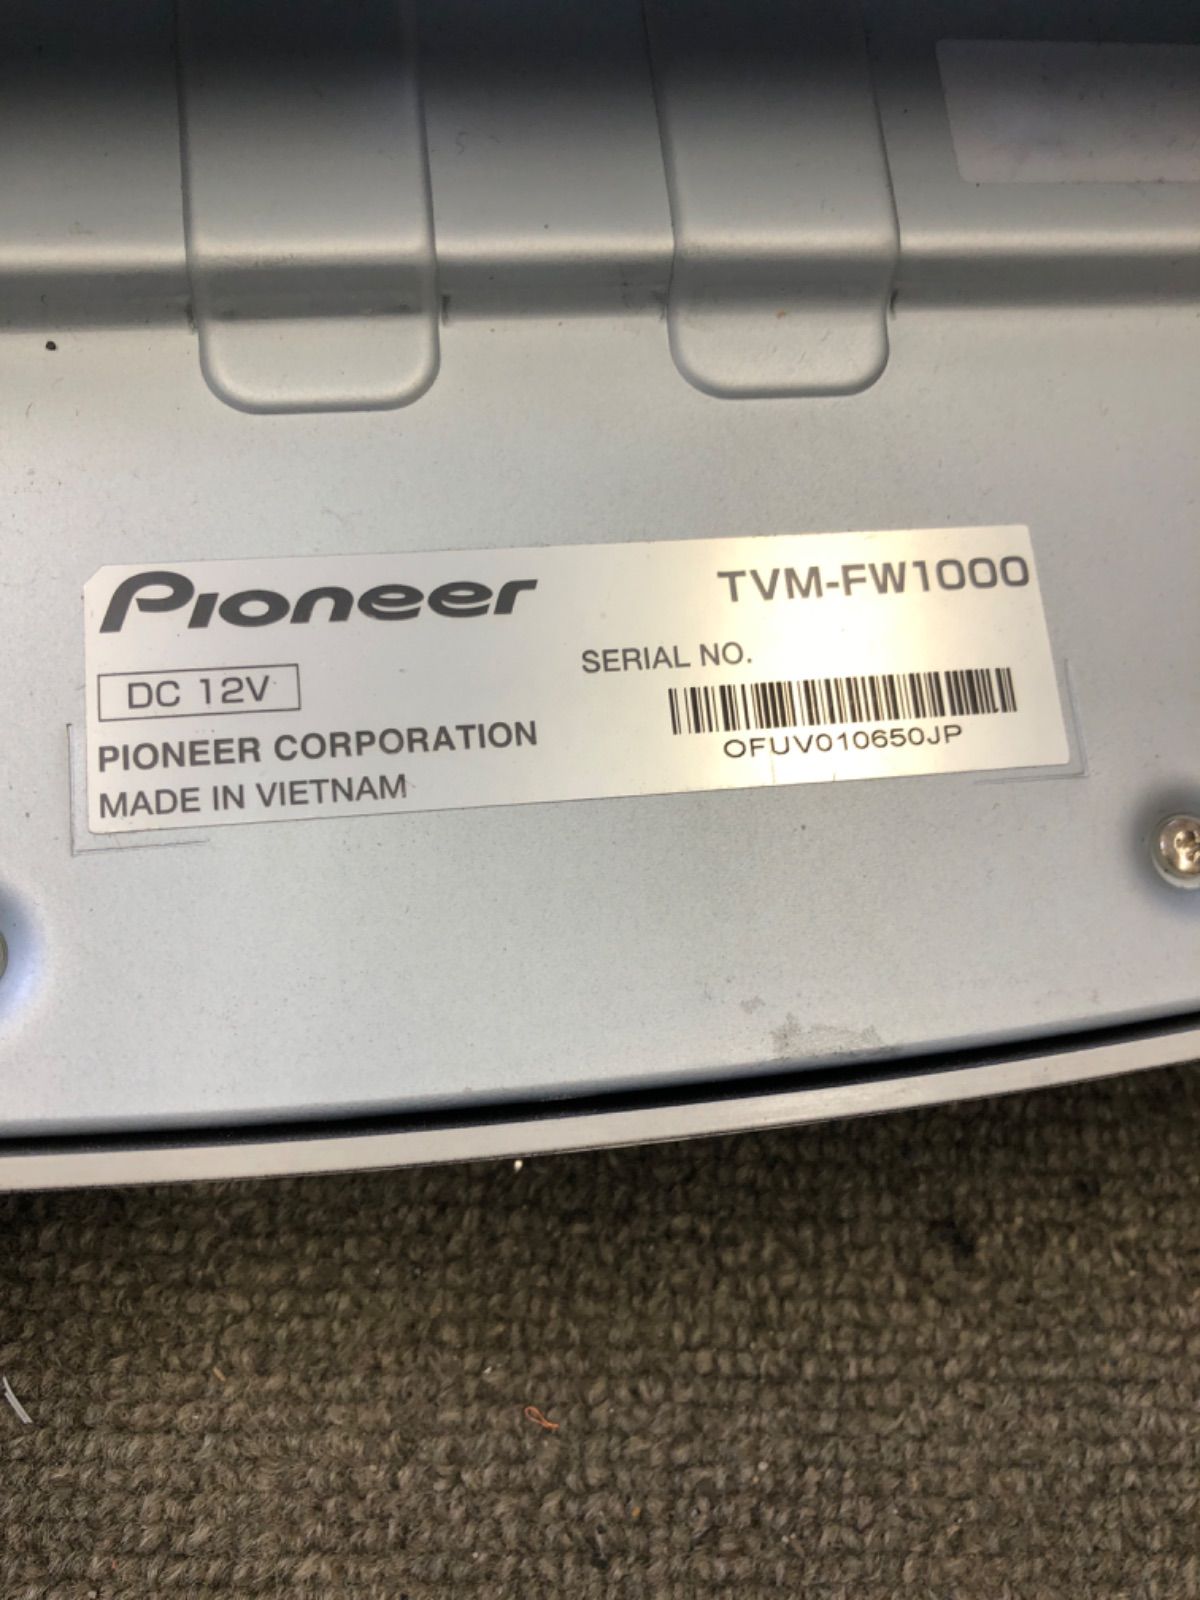 Pioneer
TVM-FW1000
DC 12V
SERIAL NO.
OFUV010650JP
PIONEER CORPORATION
MADE IN VIETNAM